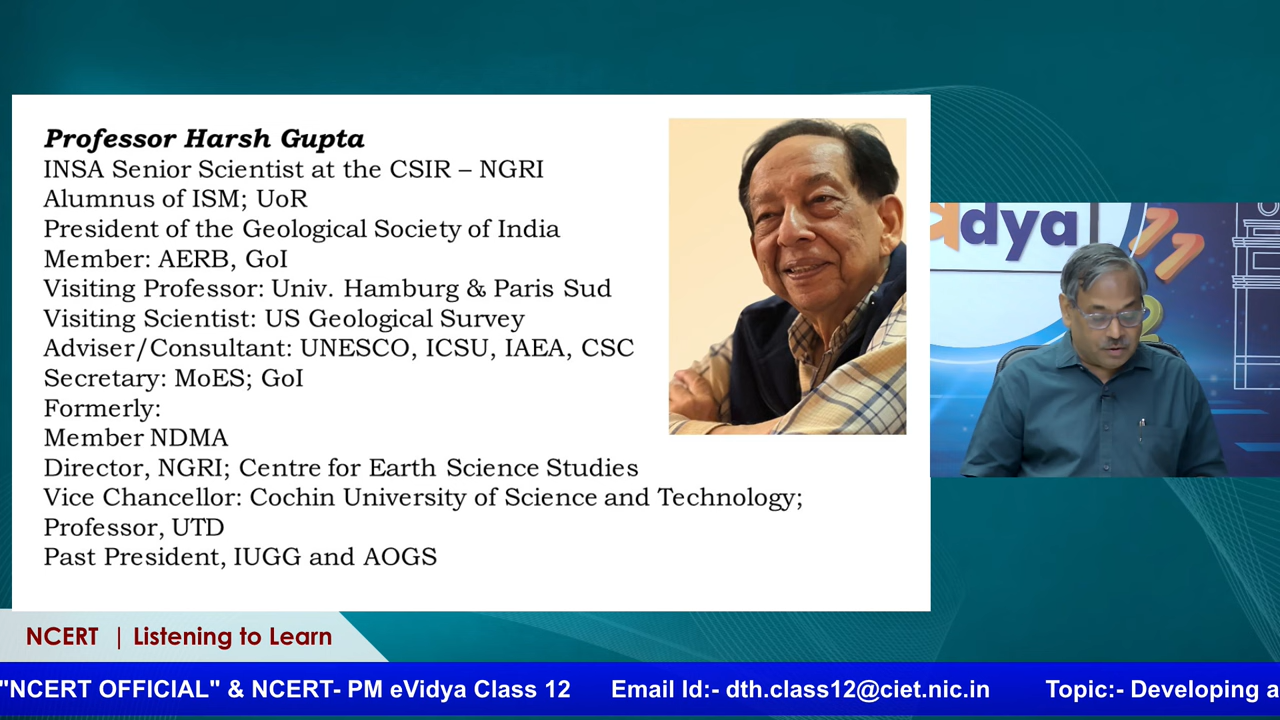 Professor Harsh Gupta
INSA Senior Scientist at the CSIR – NGRI
Alumnus of ISM; UoR
President of the Geological Society of India
Member: AERB, GoI
Visiting Professor: Univ. Hamburg & Paris Sud
Visiting Scientist: US Geological Survey
Adviser/Consultant: UNESCO, ICSU, IAEA, CSC
Secretary: MoES; GoI
Formerly:
Member NDMA
Director, NGRI; Centre for Earth Science Studies
Vice Chancellor: Cochin University of Science and Technology;
Professor, UTD
Past President, IUGG and AOGS
adya
11
2
NCERT | Listening to Learn
"NCERT OFFICIAL" & NCERT- PM eVidya Class 12 Email Id:- dth.class12@ciet.nic.in Topic:- Developing a